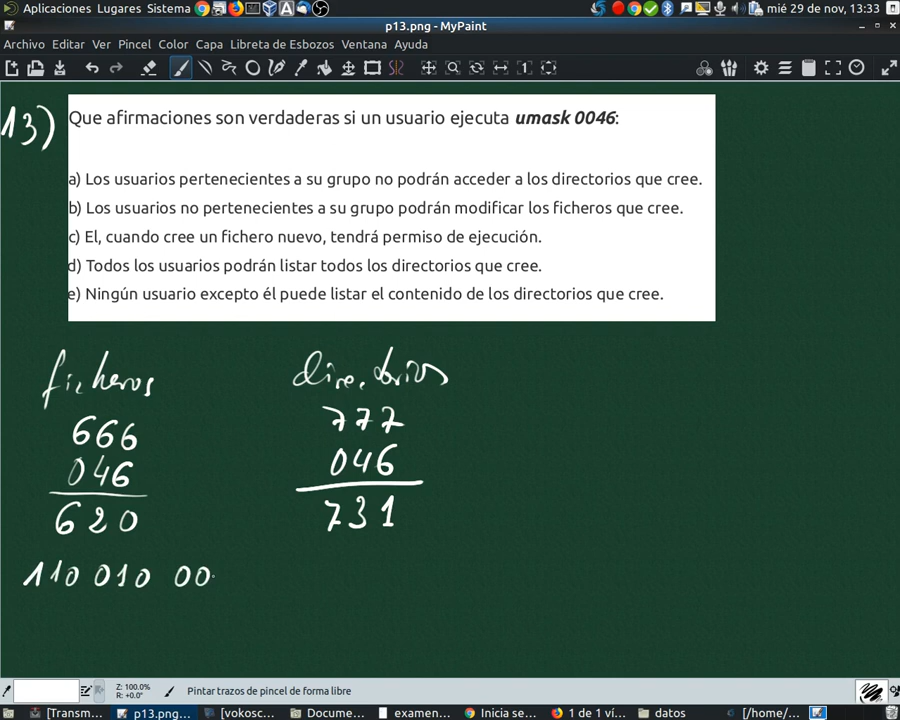 Aplicaciones Lugares Sistema mié 29 de nov, 13:33
p13.png - MyPaint
Archivo Editar Ver Pincel Color Capa Libreta de Esbozos Ventana Ayuda
13) Que afirmaciones son verdaderas si un usuario ejecuta umask 0046:
a) Los usuarios pertenecientes a su grupo no podrán acceder a los directorios que cree.
b) Los usuarios no pertenecientes a su grupo podrán modificar los ficheros que cree.
c) El, cuando cree un fichero nuevo, tendrá permiso de ejecución.
d) Todos los usuarios podrán listar todos los directorios que cree.
e) Ningún usuario excepto él puede listar el contenido de los directorios que cree.
ficheros directorios
666 777
046 046
620 731
110 010 00
Z: 100.0%
R: +0.0°
Pintar trazos de pincel de forma libre
[Transm... p13.png... [vokosc... Docume... examen... Inicia se... 1 de 1 ví... datos [/home/...